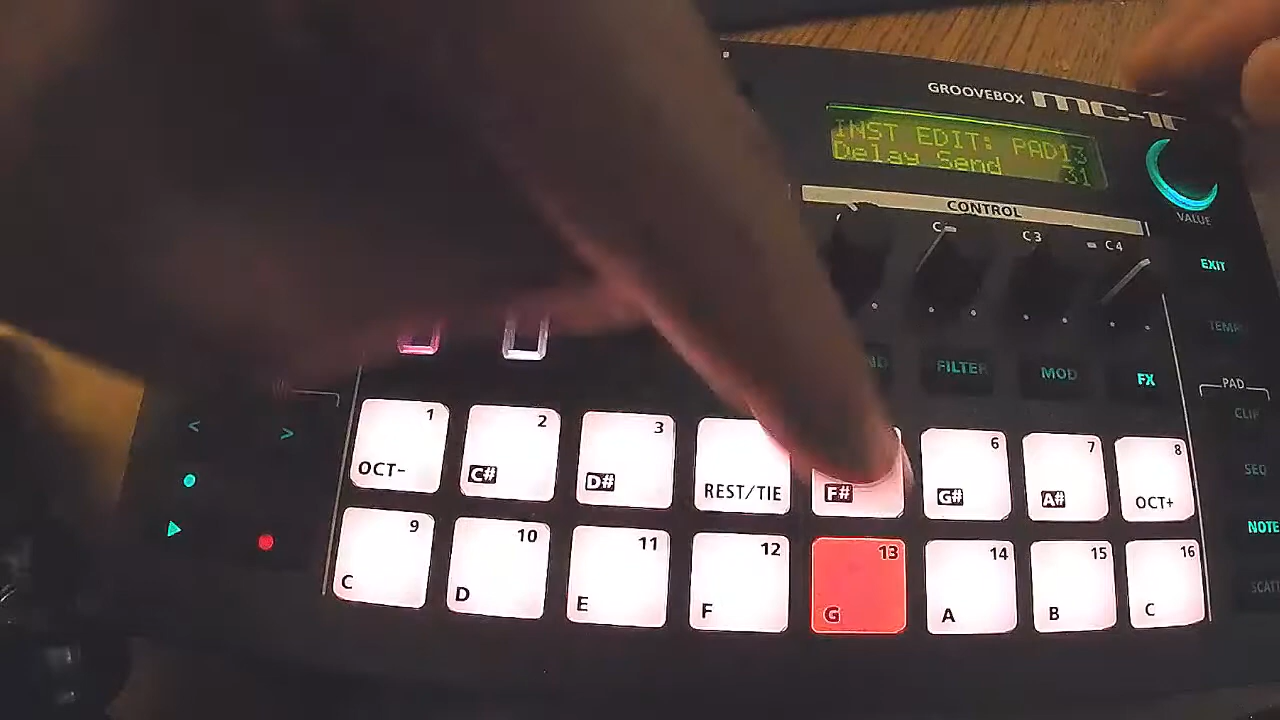 GROOVEBOX
INST EDIT: PAD13
Delay Send 31
VALUE
CONTROL
C3 C4
EXIT
FILTER MOD FX
PAD
< >
1 OCT-
2 C#
3 D#
REST/TIE
F#
6 G#
7 A#
8 OCT+
9 C
10 D
11 E
12 F
13 G
14 A
15 B
16 C
SEQ
NOTE